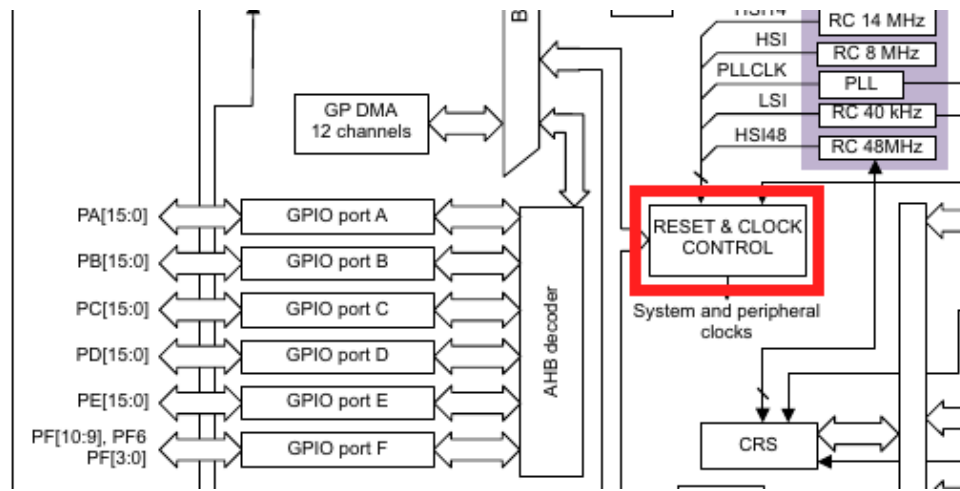 B
HSI14
RC 14 MHz
HSI
RC 8 MHz
PLLCLK
PLL
LSI
RC 40 kHz
HSI48
RC 48MHz
GP DMA
12 channels
PA[15:0]
GPIO port A
PB[15:0]
GPIO port B
PC[15:0]
GPIO port C
PD[15:0]
GPIO port D
PE[15:0]
GPIO port E
PF[10:9], PF6
PF[3:0]
GPIO port F
AHB decoder
RESET & CLOCK
CONTROL
System and peripheral
clocks
CRS